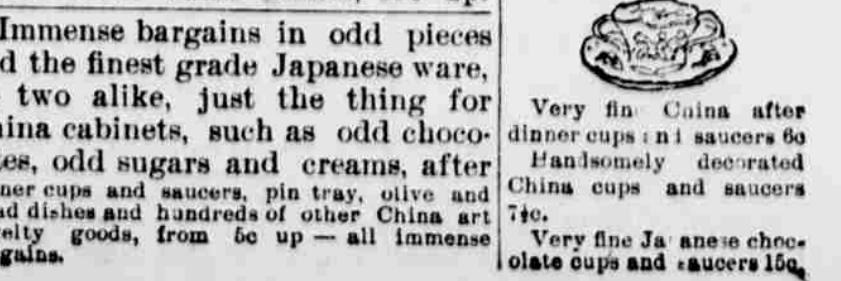 Immense bargains in odd pieces
d the finest grade Japanese ware,
two alike, just the thing for
ina cabinets, such as odd choco-
es, odd sugars and creams, after
ner cups and saucers, pin tray, olive and
d dishes and hundreds of other China art
elty goods, from 5c up — all immense
gains.
Very fin China after
dinner cups and saucers 6c
Handsomely decorated
China cups and saucers
7½c.
Very fine Japanese choc-
olate cups and saucers 15c.